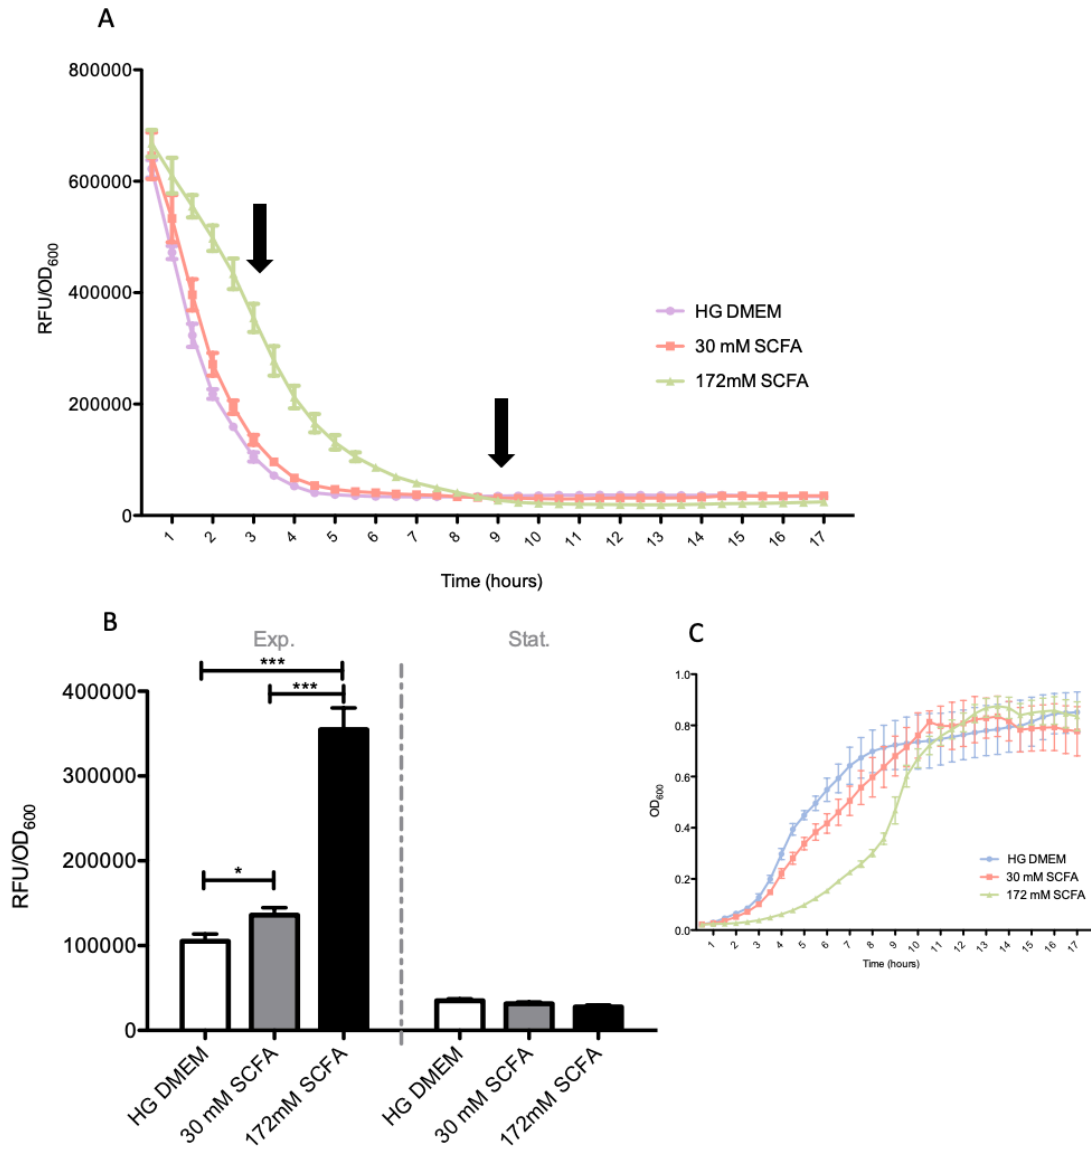 A
800000
600000
400000
200000
0
RFU/OD600
HG DMEM
30 mM SCFA
172mM SCFA
1 2 3 4 5 6 7 8 9 10 11 12 13 14 15 16 17
Time (hours)
B
Exp.
Stat.
***
***
*
400000
300000
200000
100000
0
RFU/OD600
HG DMEM
30 mM SCFA
172mM SCFA
HG DMEM
30 mM SCFA
172mM SCFA
C
1.0
0.8
0.6
0.4
0.2
0.0
OD600
HG DMEM
30 mM SCFA
172 mM SCFA
1 2 3 4 5 6 7 8 9 10 11 12 13 14 15 16 17
Time (hours)